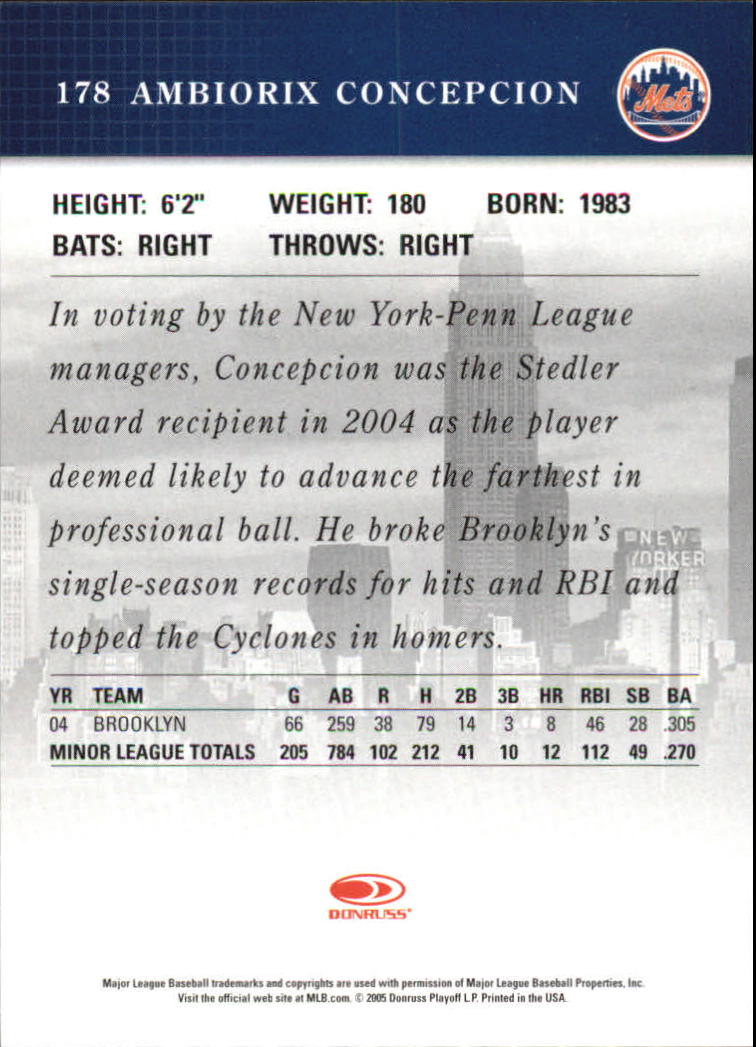 178 AMBIORIX CONCEPCION
Mets
HEIGHT: 6'2" WEIGHT: 180 BORN: 1983
BATS: RIGHT THROWS: RIGHT
In voting by the New York-Penn League
managers, Concepcion was the Stedler
Award recipient in 2004 as the player
deemed likely to advance the farthest in
professional ball. He broke Brooklyn's
NEW
YORKER
single-season records for hits and RBI and
topped the Cyclones in homers.
YR TEAM G AB R H 2B 3B HR RBI SB BA
04 BROOKLYN 66 259 38 79 14 3 8 46 28 .305
MINOR LEAGUE TOTALS 205 784 102 212 41 10 12 112 49 .270
DONRUSS
Major League Baseball trademarks and copyrights are used with permission of Major League Baseball Properties, Inc.
Visit the official web site at MLB.com. © 2005 Donruss Playoff L.P. Printed in the USA.